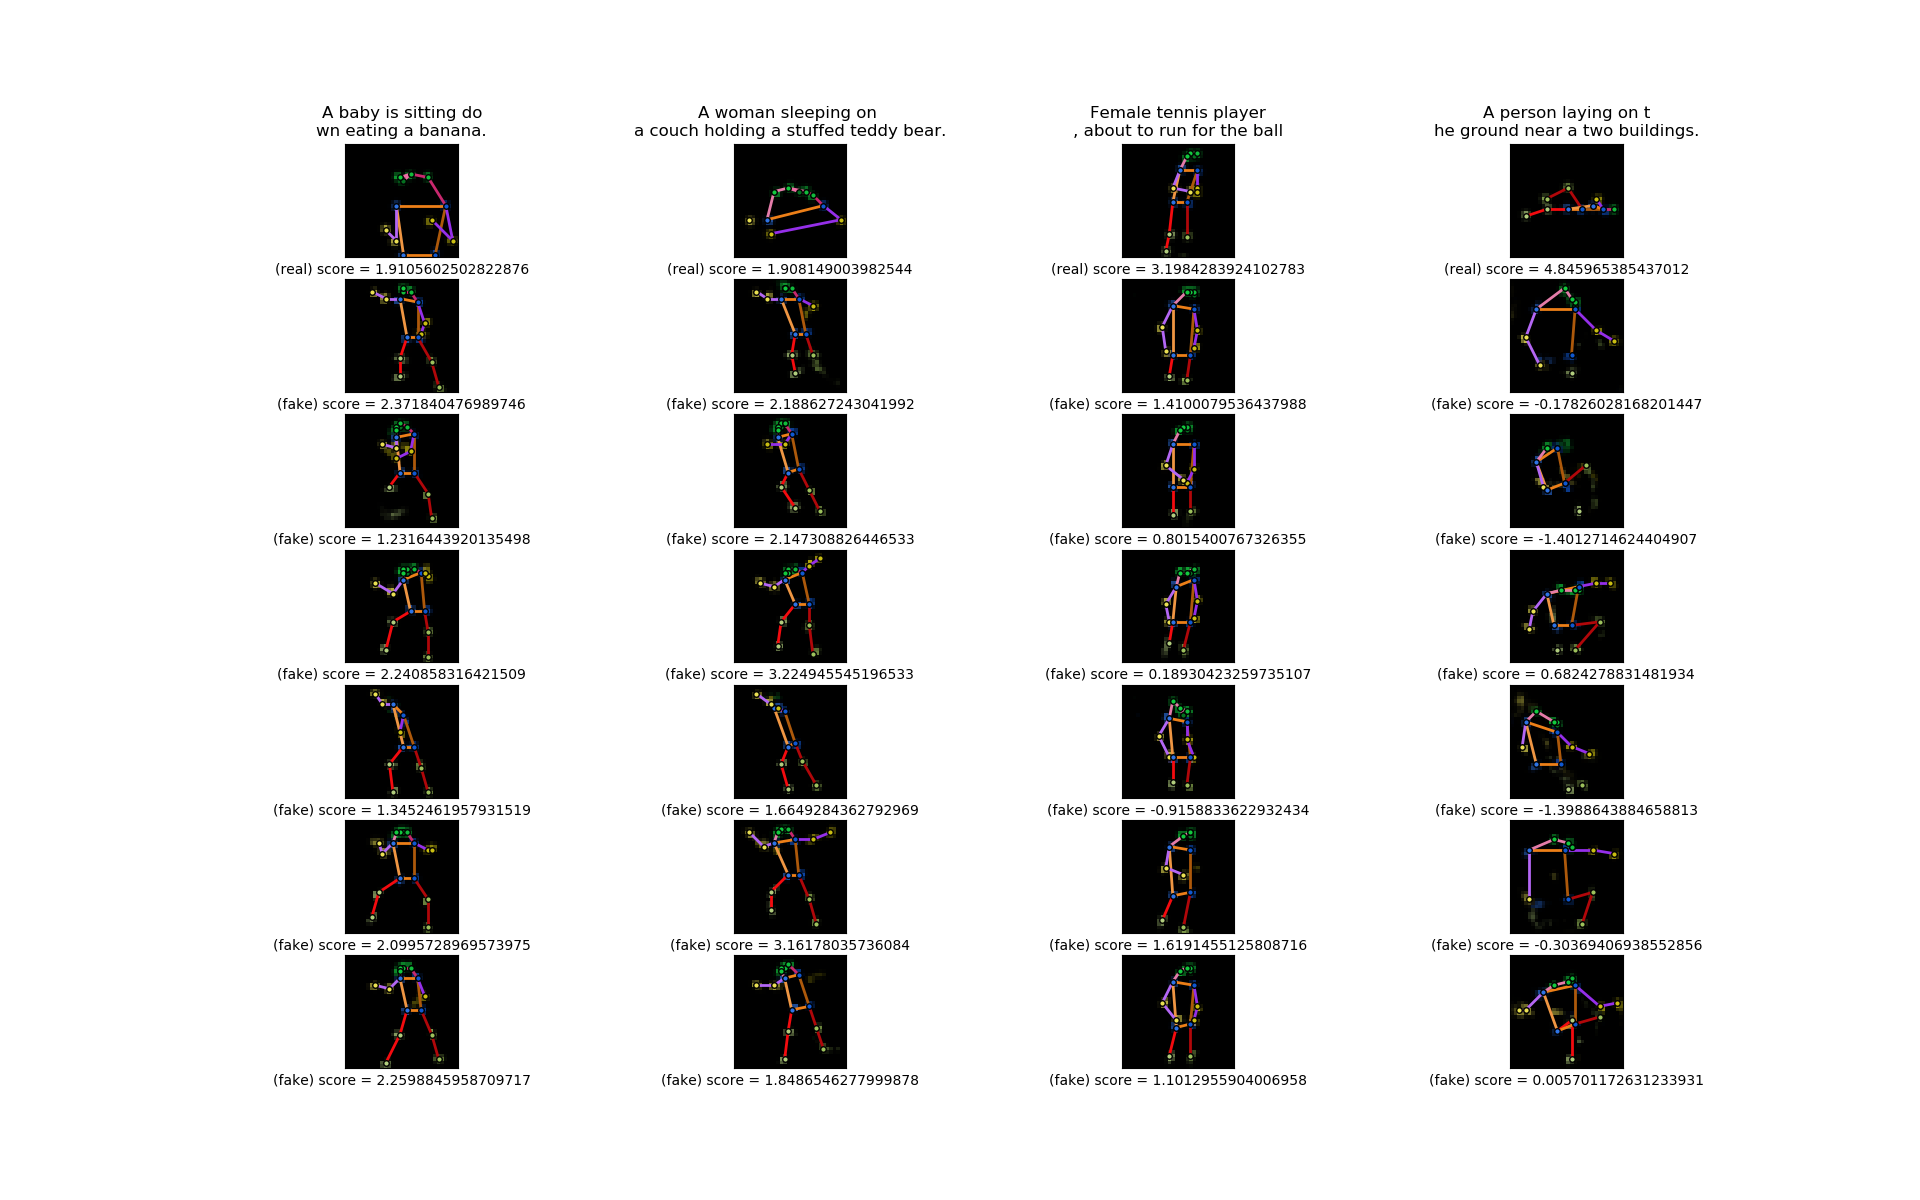 A baby is sitting do
wn eating a banana.
A woman sleeping on
a couch holding a stuffed teddy bear.
Female tennis player
, about to run for the ball
A person laying on t
he ground near a two buildings.
(real) score = 1.9105602502822876
(real) score = 1.908149003982544
(real) score = 3.1984283924102783
(real) score = 4.845965385437012
(fake) score = 2.371840476989746
(fake) score = 2.188627243041992
(fake) score = 1.4100079536437988
(fake) score = -0.17826028168201447
(fake) score = 1.2316443920135498
(fake) score = 2.147308826446533
(fake) score = 0.8015400767326355
(fake) score = -1.4012714624404907
(fake) score = 2.240858316421509
(fake) score = 3.224945545196533
(fake) score = 0.18930423259735107
(fake) score = 0.6824278831481934
(fake) score = 1.3452461957931519
(fake) score = 1.6649284362792969
(fake) score = -0.9158833622932434
(fake) score = -1.3988643884658813
(fake) score = 2.0995728969573975
(fake) score = 3.16178035736084
(fake) score = 1.6191455125808716
(fake) score = -0.30369406938552856
(fake) score = 2.2598845958709717
(fake) score = 1.8486546277999878
(fake) score = 1.1012955904006958
(fake) score = 0.005701172631233931